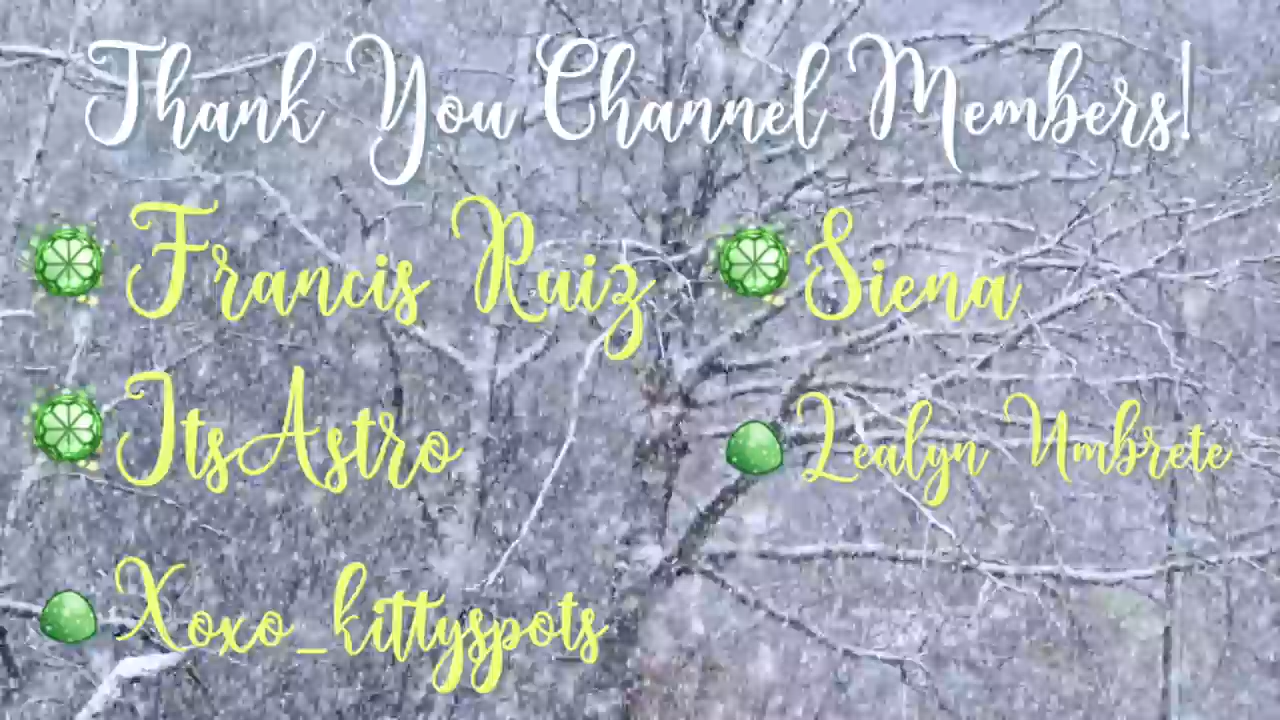 Thank You Channel Members!
Francis Ruiz
Siena
ItsAstro
Lealyn Umbrete
Xoxo_kittyspots